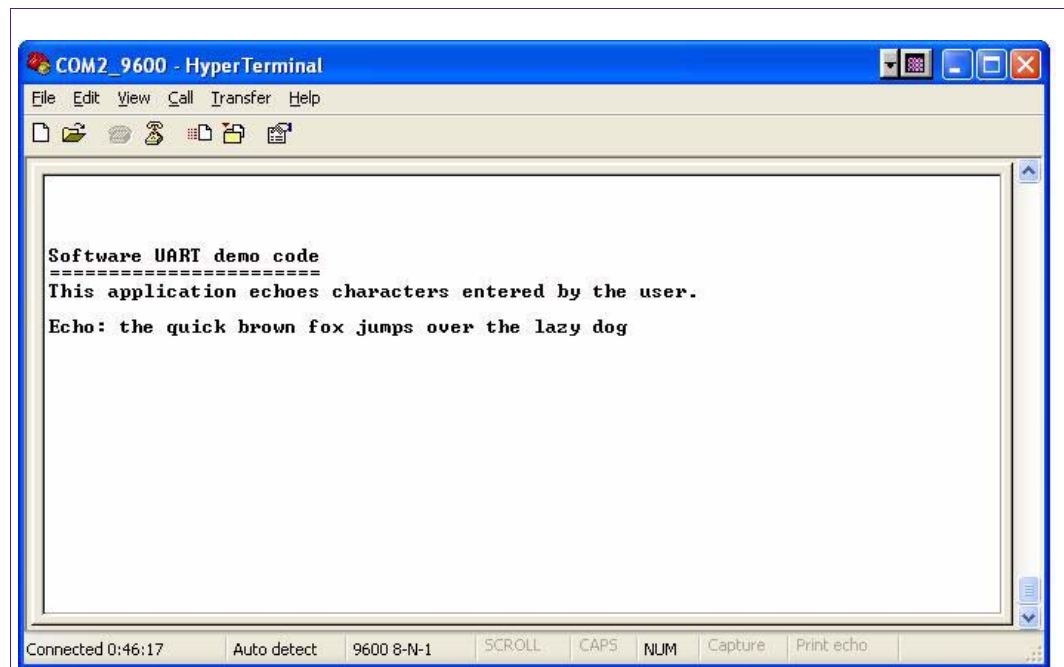 COM2_9600 - HyperTerminal
File Edit View Call Transfer Help
Software UART demo code
=======================
This application echoes characters entered by the user.
Echo: the quick brown fox jumps over the lazy dog
Connected 0:46:17 Auto detect 9600 8-N-1 SCROLL CAPS NUM Capture Print echo